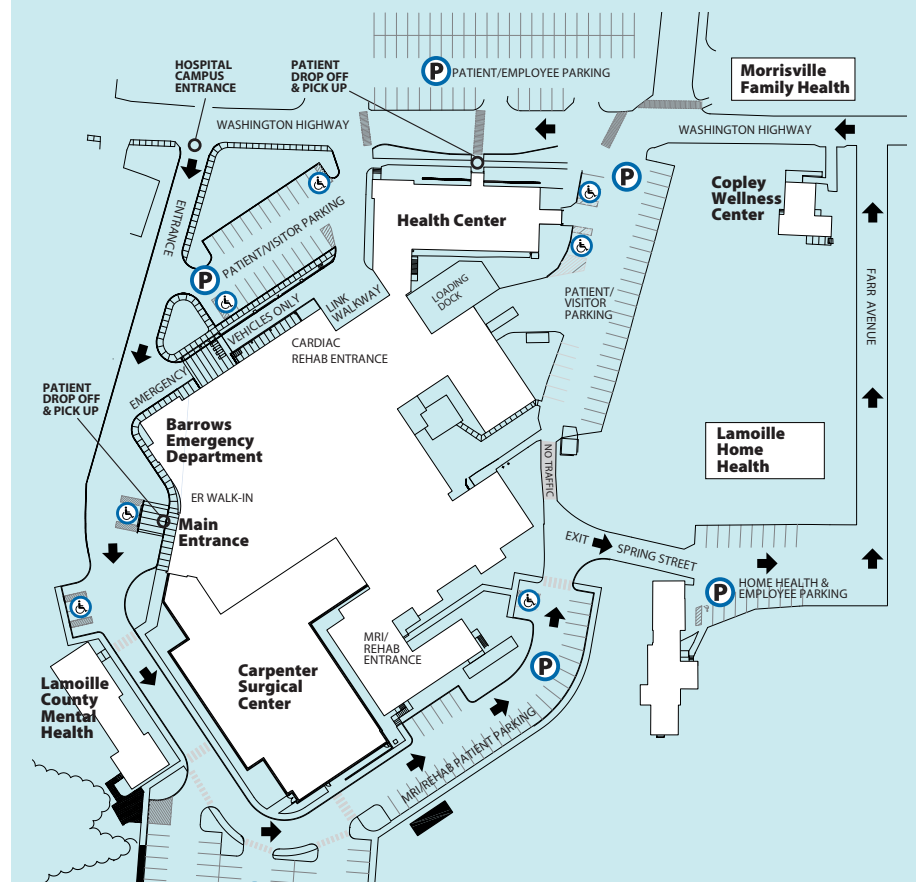 HOSPITAL
CAMPUS
ENTRANCE
PATIENT
DROP OFF
& PICK UP
P
PATIENT/EMPLOYEE PARKING
Morrisville
Family Health
WASHINGTON HIGHWAY
WASHINGTON HIGHWAY
ENTRANCE
PATIENT/VISITOR PARKING
P
Health Center
P
Copley
Wellness
Center
FARR AVENUE
LOADING
DOCK
PATIENT/
VISITOR
PARKING
LINK
WALKWAY
VEHICLES ONLY
EMERGENCY
CARDIAC
REHAB ENTRANCE
PATIENT
DROP OFF
& PICK UP
Barrows
Emergency
Department
Lamoille
Home
Health
NO TRAFFIC
ER WALK-IN
Main
Entrance
EXIT
SPRING STREET
P
HOME HEALTH &
EMPLOYEE PARKING
MRI/
REHAB
ENTRANCE
P
Carpenter
Surgical
Center
Lamoille
County
Mental
Health
MRI/REHAB PATIENT PARKING